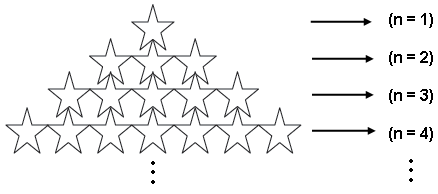 (n = 1)
(n = 2)
(n = 3)
(n = 4)